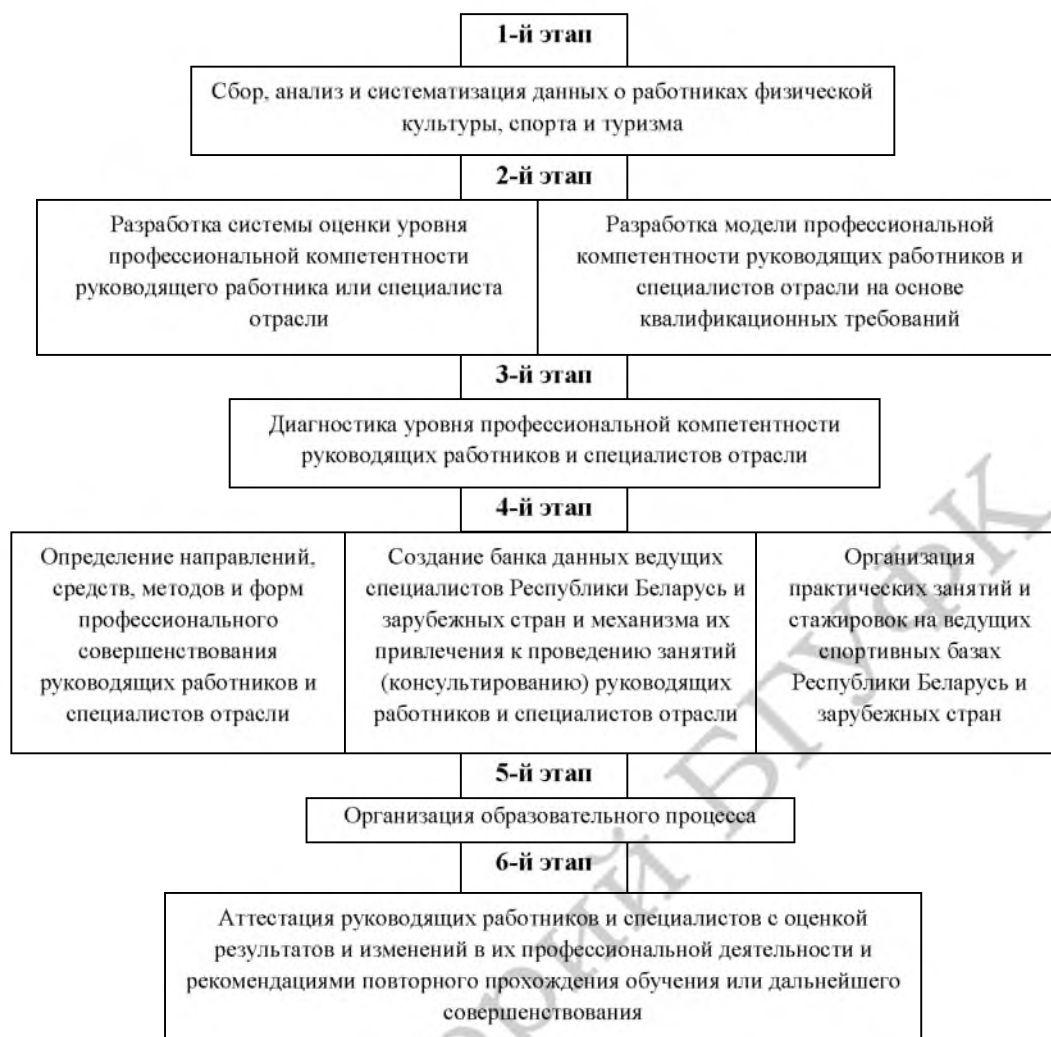 1-й этап
Сбор, анализ и систематизация данных о работниках физической
культуры, спорта и туризма
2-й этап
Разработка системы оценки уровня
профессиональной компетентности
руководящего работника или специалиста
отрасли
Разработка модели профессиональной
компетентности руководящих работников и
специалистов отрасли на основе
квалификационных требований
3-й этап
Диагностика уровня профессиональной компетентности
руководящих работников и специалистов отрасли
4-й этап
Определение направлений,
средств, методов и форм
профессионального
совершенствования
руководящих работников и
специалистов отрасли
Создание банка данных ведущих
специалистов Республики Беларусь и
зарубежных стран и механизма их
привлечения к проведению занятий
(консультированию) руководящих
работников и специалистов отрасли
Организация
практических занятий и
стажировок на ведущих
спортивных базах
Республики Беларусь и
зарубежных стран
5-й этап
Организация образовательного процесса
6-й этап
Аттестация руководящих работников и специалистов с оценкой
результатов и изменений в их профессиональной деятельности и
рекомендациями повторного прохождения обучения или дальнейшего
совершенствования
БГУФК